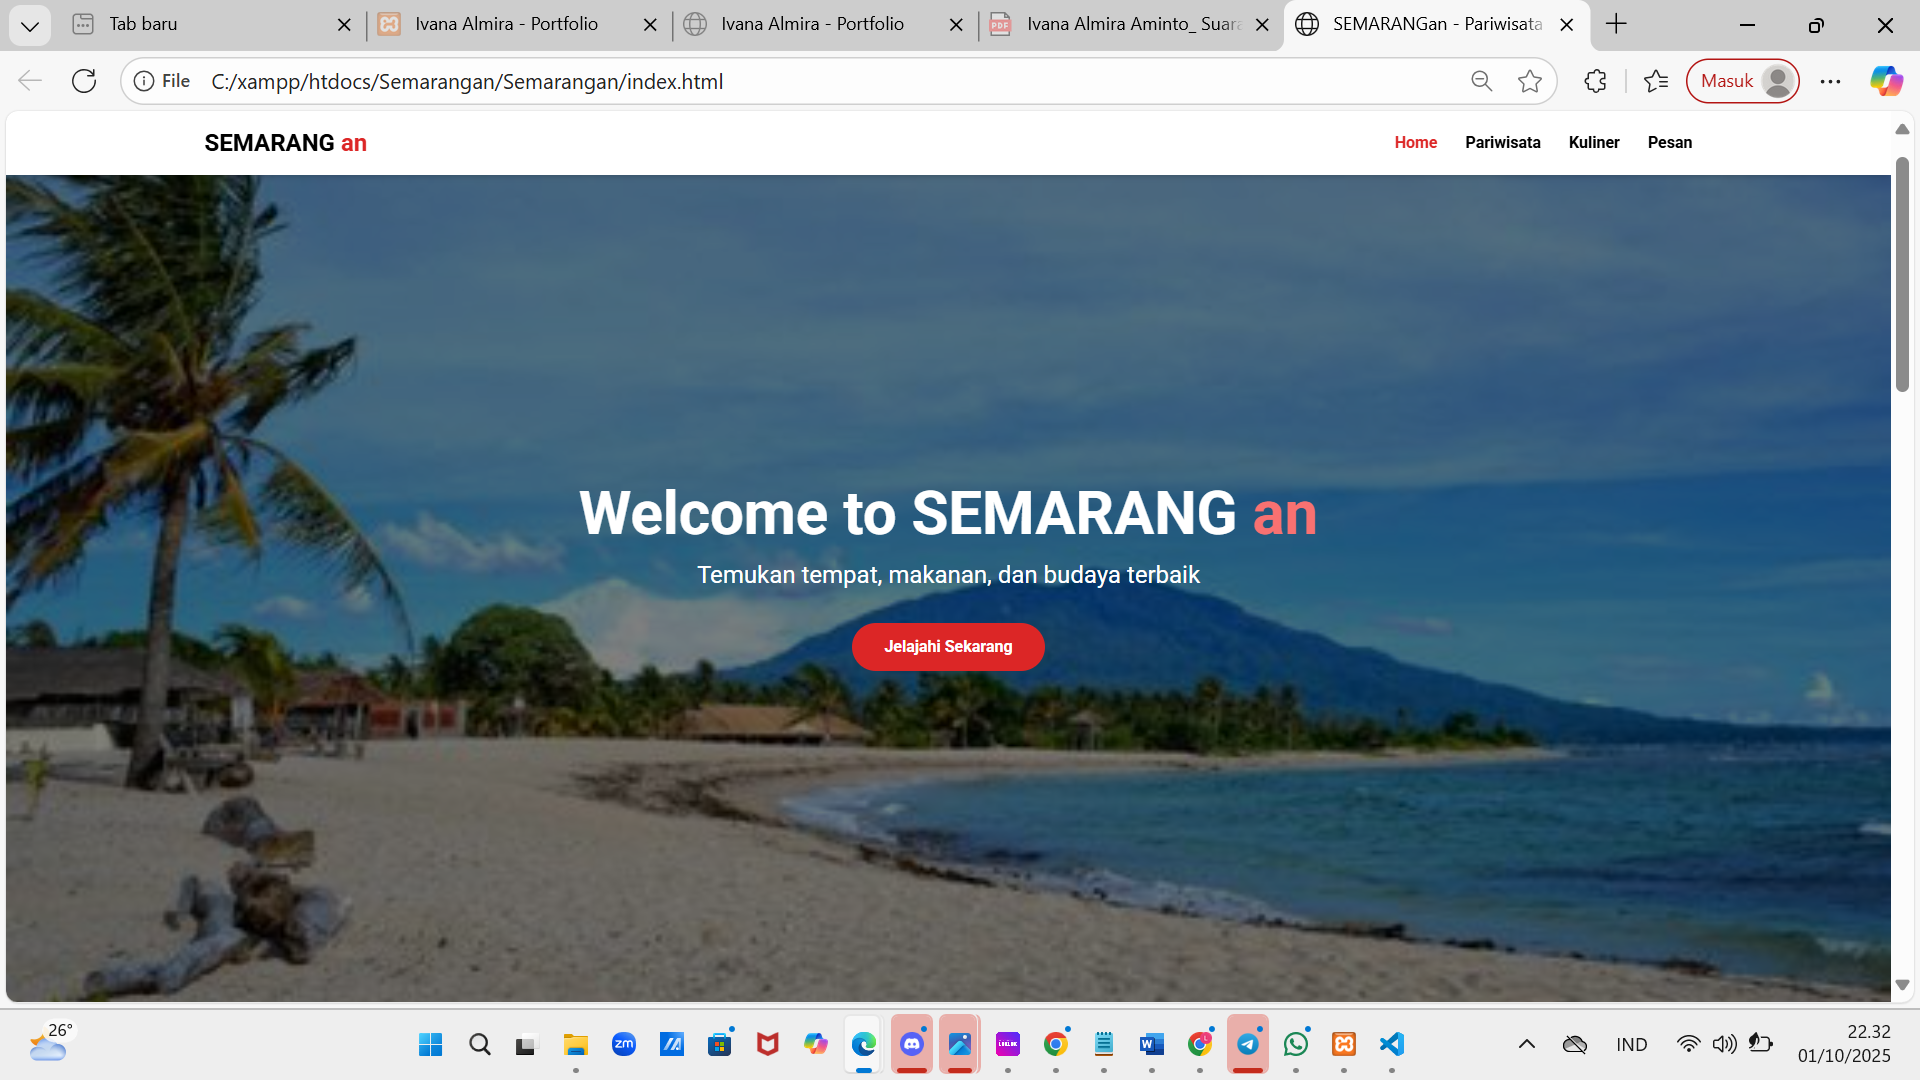 Tab baru
Ivana Almira - Portfolio
Ivana Almira - Portfolio
Ivana Almira Aminto_ Suara
SEMARANGan - Pariwisata
File
C:/xampp/htdocs/Semarangan/Semarangan/index.html
Masuk
SEMARANG an
Home
Pariwisata
Kuliner
Pesan
Welcome to SEMARANG an
Temukan tempat, makanan, dan budaya terbaik
Jelajahi Sekarang
26°
IND
22.32
01/10/2025